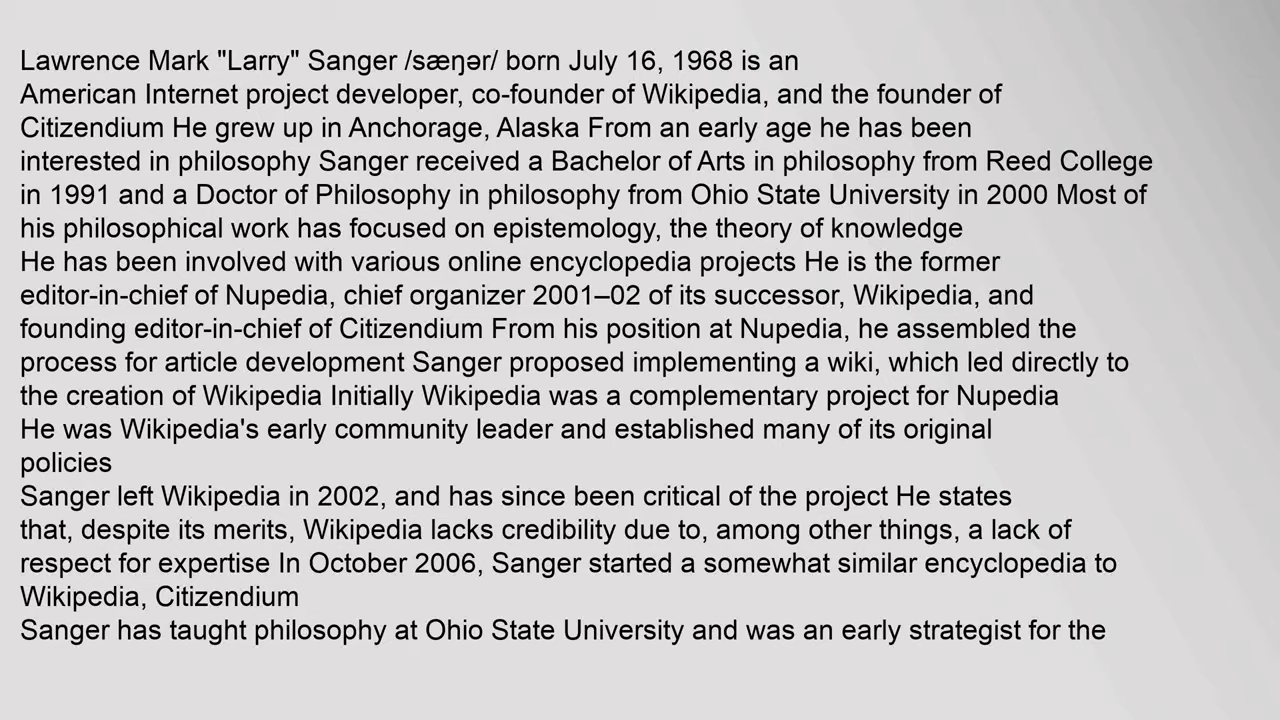 Lawrence Mark "Larry" Sanger /sæŋər/ born July 16, 1968 is an
American Internet project developer, co-founder of Wikipedia, and the founder of
Citizendium He grew up in Anchorage, Alaska From an early age he has been
interested in philosophy Sanger received a Bachelor of Arts in philosophy from Reed College
in 1991 and a Doctor of Philosophy in philosophy from Ohio State University in 2000 Most of
his philosophical work has focused on epistemology, the theory of knowledge
He has been involved with various online encyclopedia projects He is the former
editor-in-chief of Nupedia, chief organizer 2001–02 of its successor, Wikipedia, and
founding editor-in-chief of Citizendium From his position at Nupedia, he assembled the
process for article development Sanger proposed implementing a wiki, which led directly to
the creation of Wikipedia Initially Wikipedia was a complementary project for Nupedia
He was Wikipedia's early community leader and established many of its original
policies
Sanger left Wikipedia in 2002, and has since been critical of the project He states
that, despite its merits, Wikipedia lacks credibility due to, among other things, a lack of
respect for expertise In October 2006, Sanger started a somewhat similar encyclopedia to
Wikipedia, Citizendium
Sanger has taught philosophy at Ohio State University and was an early strategist for the